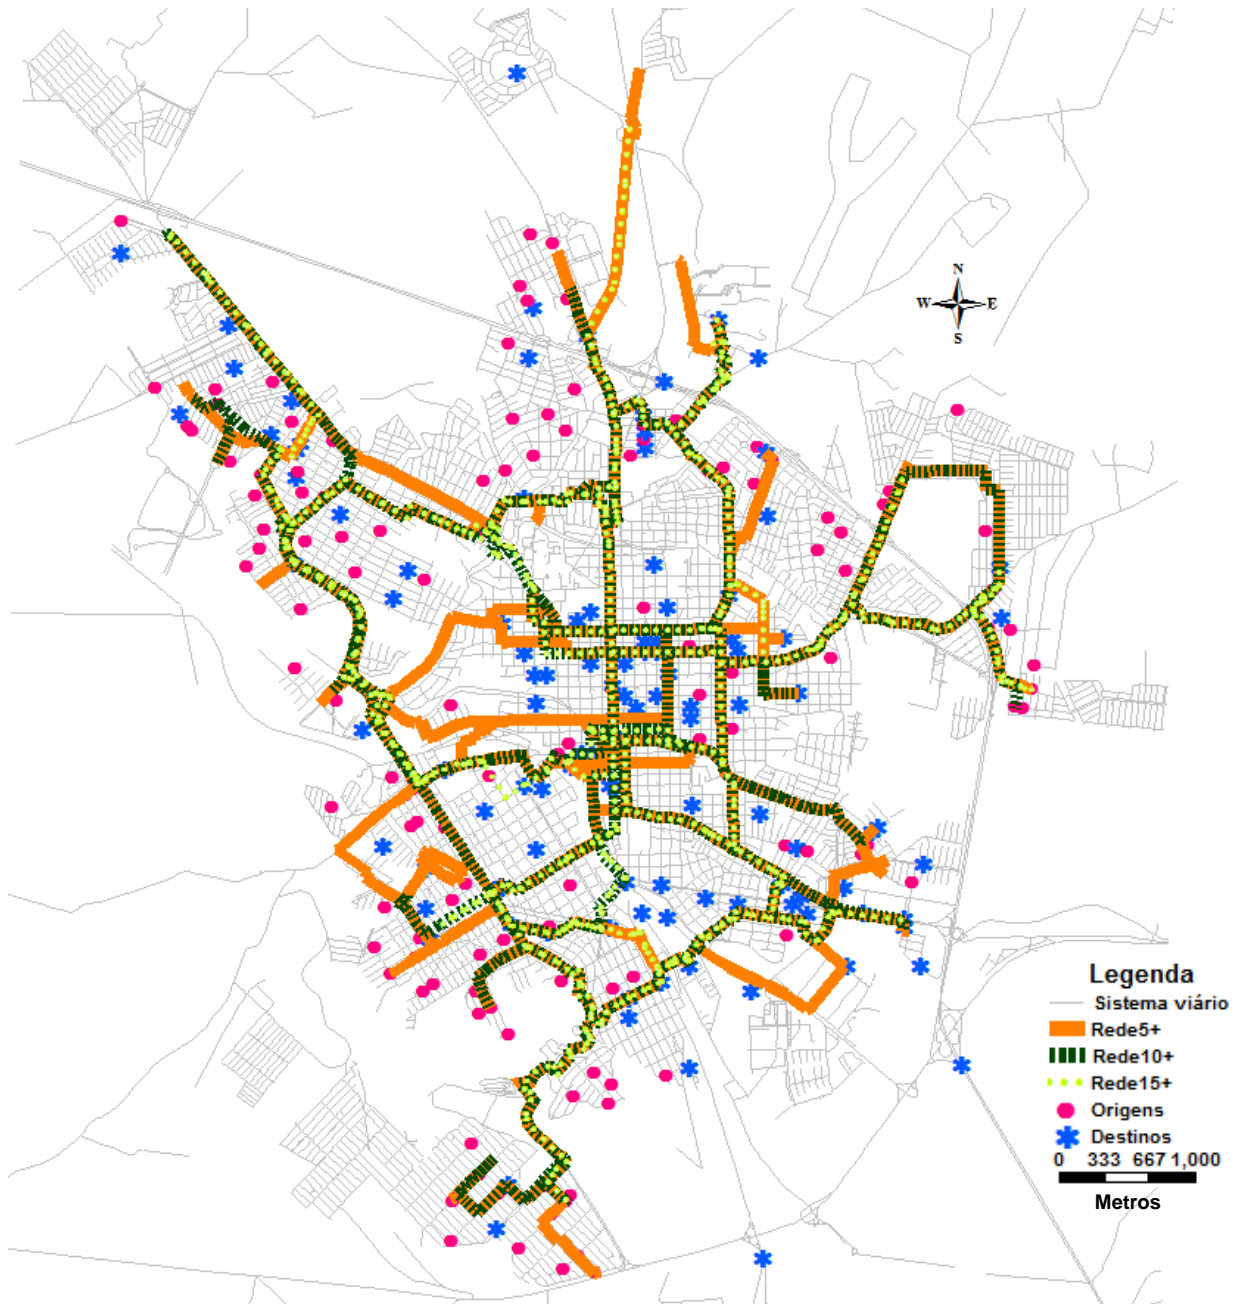 N
W E
S
Legenda
Sistema viário
Rede5+
Rede10+
Rede15+
Origens
Destinos
0 333 667 1,000
Metros